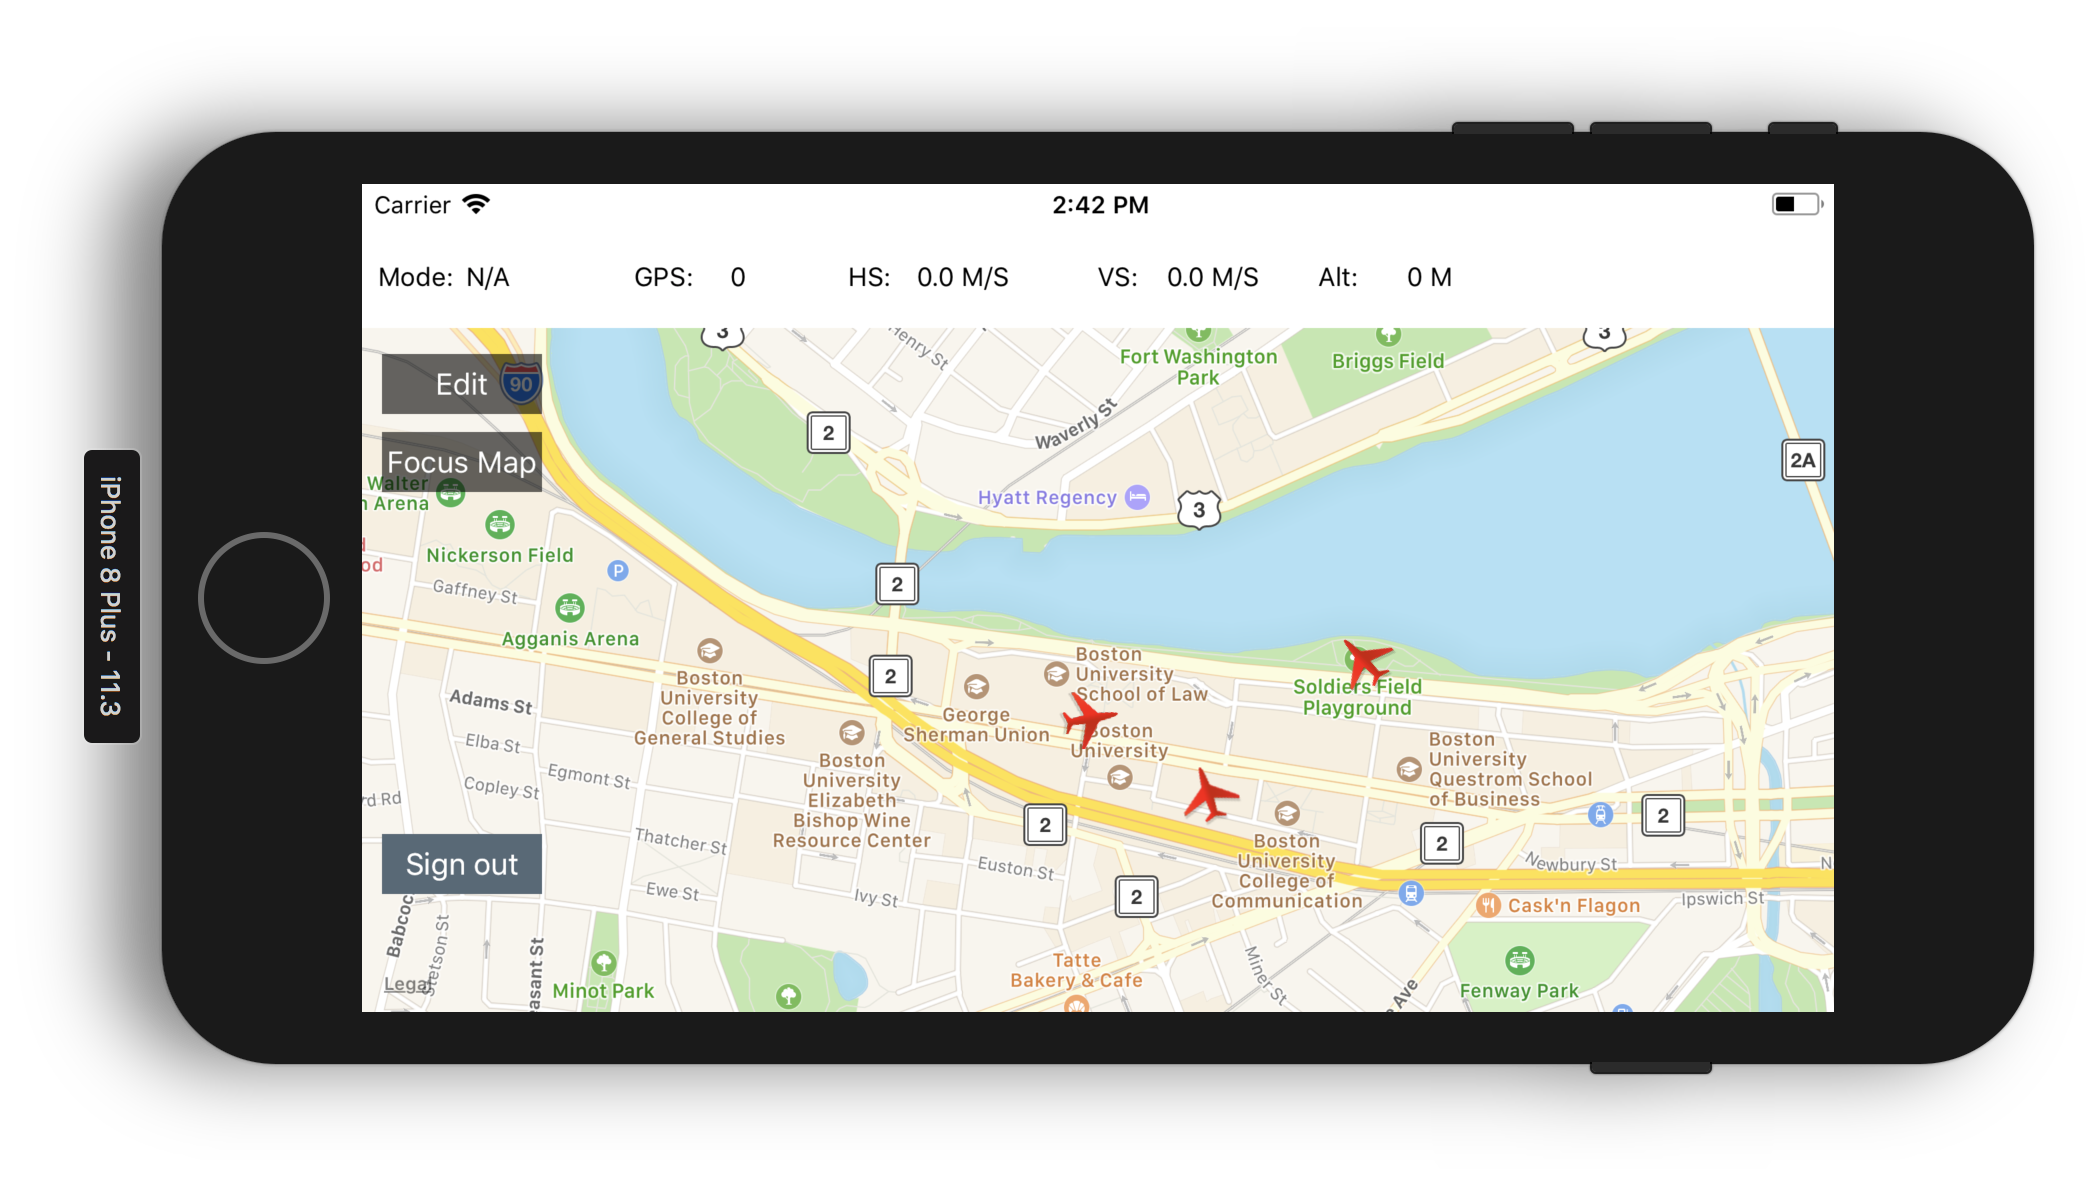 iPhone 8 Plus - 11.3
Carrier
2:42 PM
Mode: N/A
GPS: 0
HS: 0.0 M/S
VS: 0.0 M/S
Alt: 0 M
Edit
90
Focus Map
Sign out
3
Henry St
Fort Washington
Park
Briggs Field
3
2
Waverly St
2A
Walter
n Arena
Hyatt Regency
3
Nickerson Field
od
P
Gaffney St
2
Agganis Arena
Boston
University
College of
General Studies
2
Boston
University
School of Law
Soldiers Field
Playground
Adams St
George
Sherman Union
Boston
University
Elba St
Egmont St
Copley St
Boston
University
Elizabeth
Bishop Wine
Resource Center
Boston
University
Questrom School
of Business
rd Rd
2
2
2
Thatcher St
Boston
University
College of
Communication
Newbury St
N
Euston St
Ewe St
Ivy St
2
Cask'n Flagon
Ipswich St
Babcoc
Stetson St
easant St
Minot Park
Tatte
Bakery & Cafe
Miner St
e Ave
Fenway Park
Legal